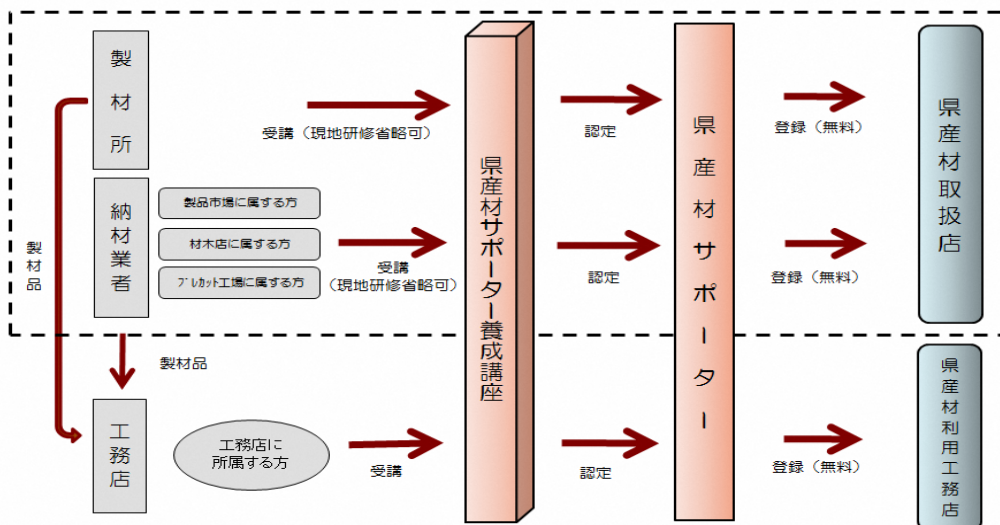 製材所
受講（現地研修省略可）
認定
登録（無料）
県産材サポーター養成講座
県産材サポーター
県産材取扱店
納材業者
製品市場に属する方
材木店に属する方
ﾌﾟﾚｶｯﾄ工場に属する方
受講
（現地研修省略可）
認定
登録（無料）
製材品
製材品
工務店
工務店に
所属する方
受講
認定
登録（無料）
県産材利用工務店